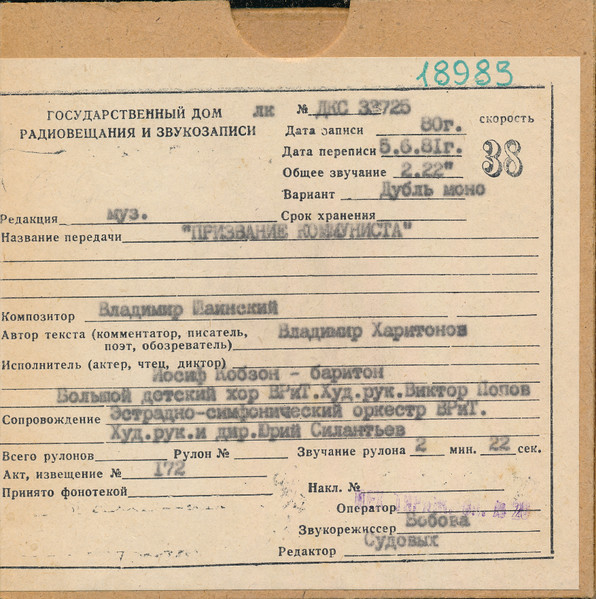 18983
ГОСУДАРСТВЕННЫЙ ДОМ лк № ДКС 33725
РАДИОВЕЩАНИЯ И ЗВУКОЗАПИСИ
Дата записи 80г.
скорость
Дата переписи 5.6.81г.
38
Общее звучание 2.22"
Вариант Дубль моно
Редакция муз. Срок хранения
Название передачи "ПРИЗВАНИЕ КОММУНИСТА"
Композитор Владимир Шаинский
Автор текста (комментатор, писатель, Владимир Харитонов
поэт, обозреватель)
Исполнитель (актер, чтец, диктор)
Иосиф Кобзон - баритон
Большой детский хор ВРиТ.Худ.рук.Виктор Попов
Сопровождение Эстрадно-симфонический оркестр ВРиТ.
Худ.рук.и дир.Юрий Силантьев
Всего рулонов Рулон № Звучание рулона 2 мин. 22 сек.
Акт, извещение № 172
Принято фонотекой Накл. №
Оператор
Звукорежиссер Бобова
Редактор Судовых